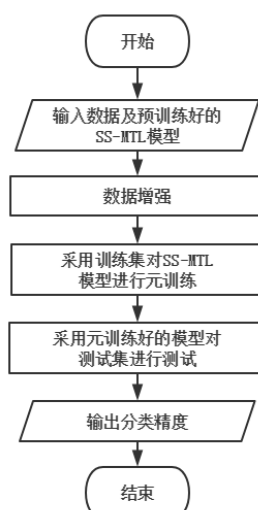 开始
输入数据及预训练好的
SS-MTL模型
数据增强
采用训练集对SS-MTL
模型进行元训练
采用元训练好的模型对
测试集进行测试
输出分类精度
结束